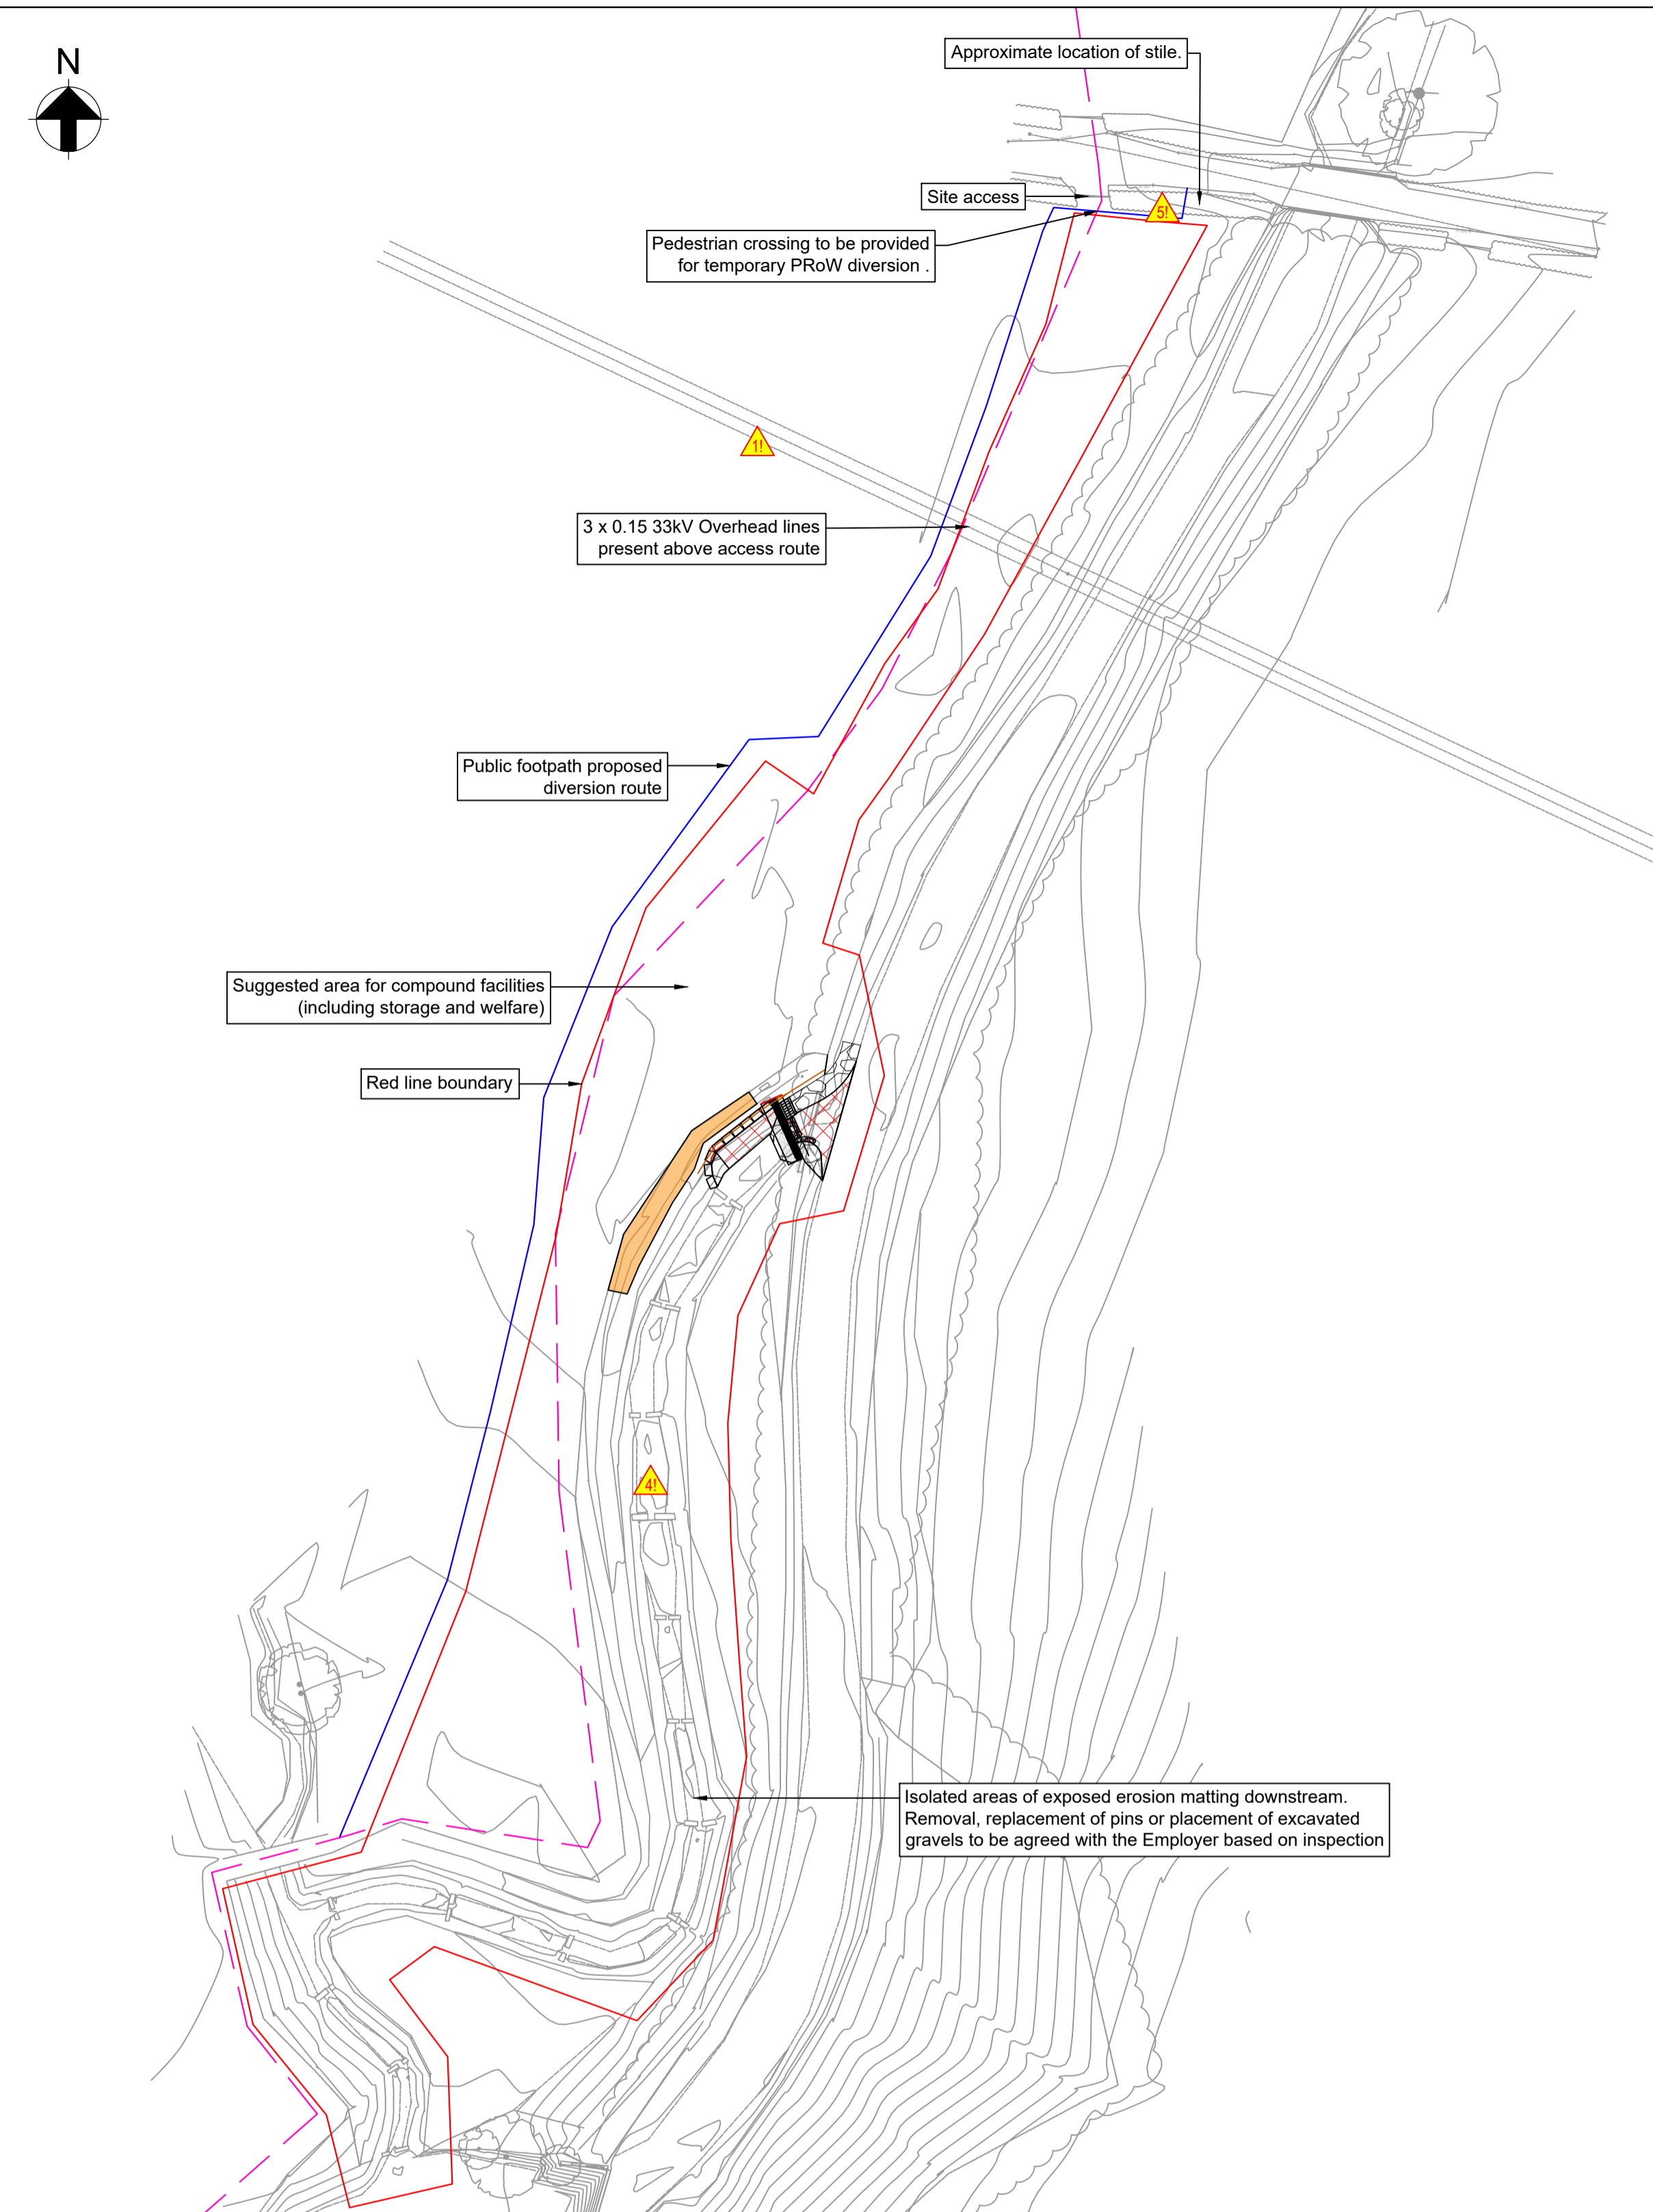 N
Approximate location of stile.
Site access
5!
Pedestrian crossing to be provided
for temporary PRoW diversion .
1!
3 x 0.15 33kV Overhead lines
present above access route
Public footpath proposed
diversion route
Suggested area for compound facilities
(including storage and welfare)
Red line boundary
4!
Isolated areas of exposed erosion matting downstream.
Removal, replacement of pins or placement of excavated
gravels to be agreed with the Employer based on inspection